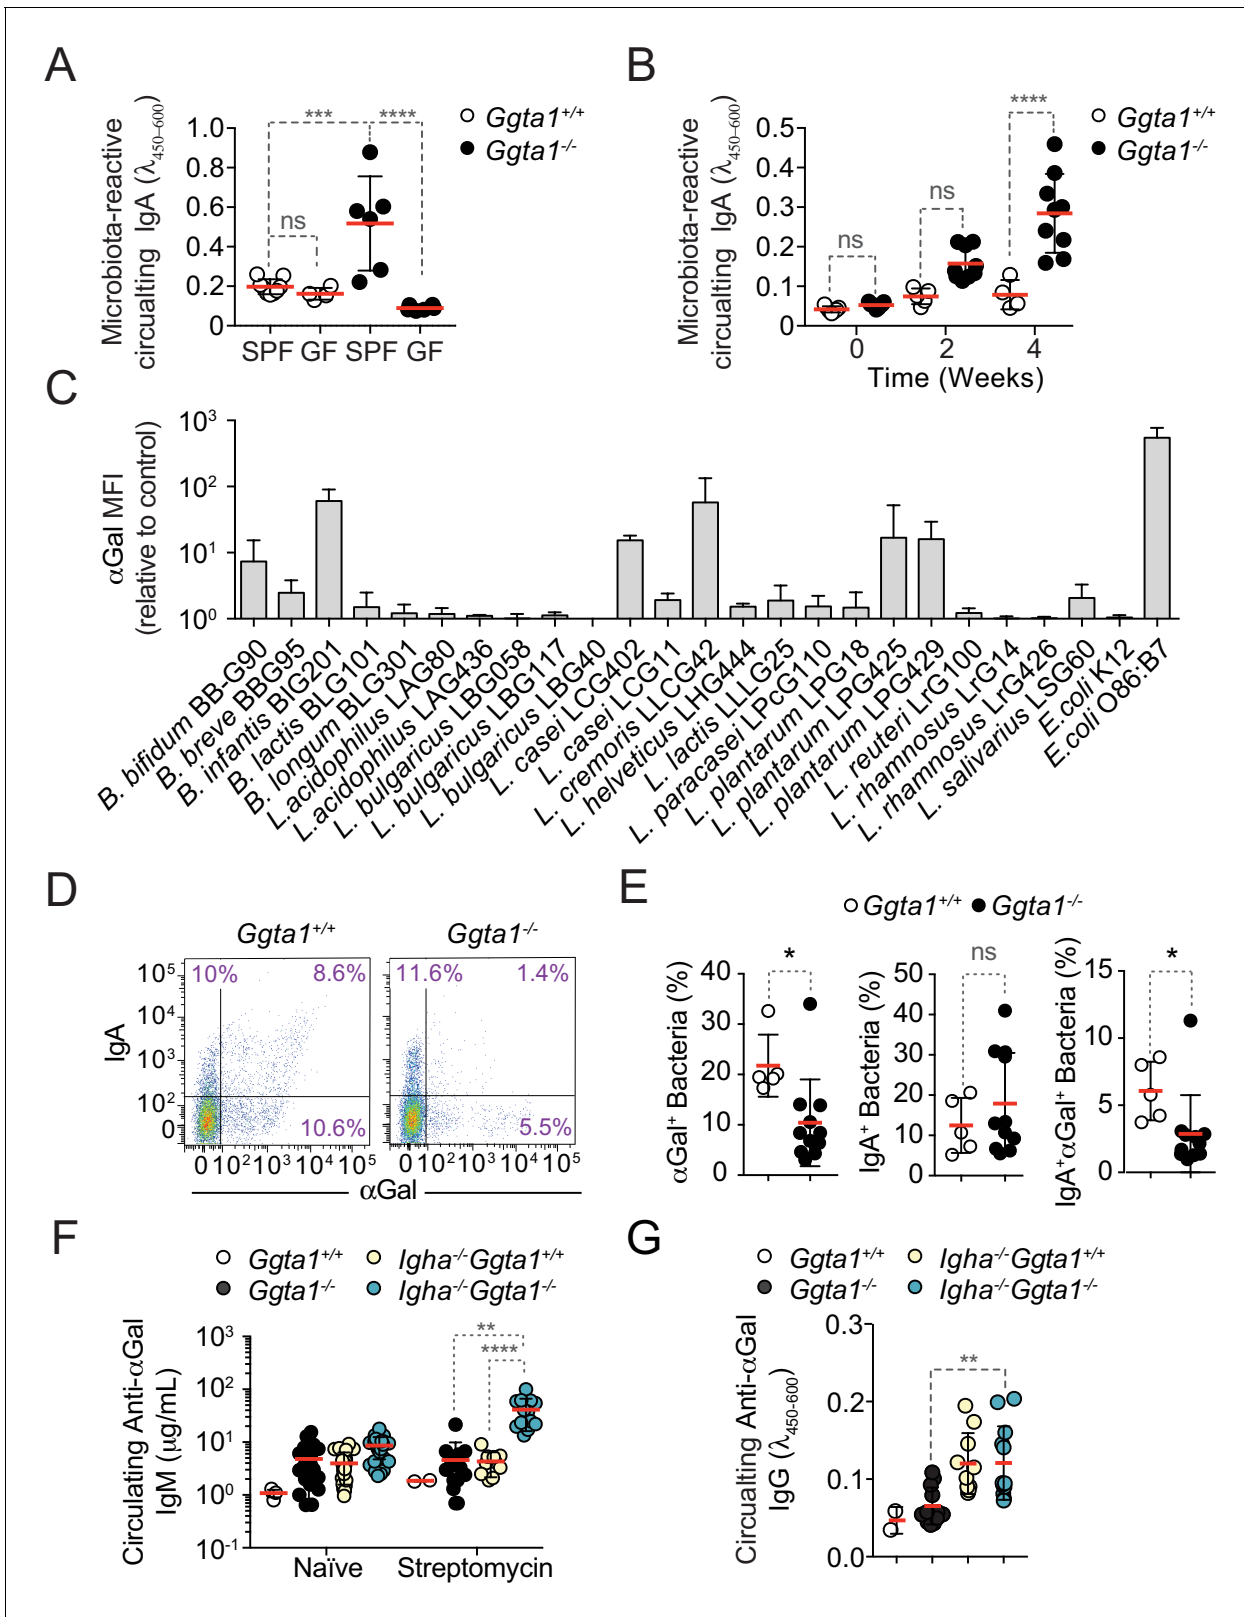 A
Microbiota-reactive
circualting IgA (λ450–600)
1.0
0.8
0.6
0.4
0.2
0
***
****
ns
SPF GF SPF GF
Ggta1+/+
Ggta1-/-
B
Microbiota-reactive
circualting IgA (λ450–600)
0.5
0.4
0.3
0.2
0.1
0
ns
ns
****
0 2 4
Time (Weeks)
Ggta1+/+
Ggta1-/-
C
αGal MFI
(relative to control)
10³
10²
10¹
10⁰
B. bifidum BB-G90
B. breve BBG95
B. infantis BIG201
B. lactis BLG101
B. longum BLG301
L.acidophilus LAG80
L.acidophilus LAG436
L. bulgaricus LBG058
L. bulgaricus LBG117
L. bulgaricus LBG40
L. casei LCG402
L. casei LCG11
L. cremoris LLCG42
L. helveticus LHG444
L. lactis LLLG25
L. paracasei LPcG110
L. plantarum LPG18
L. plantarum LPG425
L. plantarum LPG429
L. reuteri LrG100
L. rhamnosus LrG14
L. rhamnosus LrG426
L. salivarius LSG60
E.coli K12
E.coli O86:B7
D
Ggta1+/+
Ggta1-/-
10% 8.6%
10.6%
11.6% 1.4%
5.5%
IgA
10⁵
10⁴
10³
10²
0
0 10² 10³ 10⁴ 10⁵
0 10² 10³ 10⁴ 10⁵
αGal
E
Ggta1+/+ Ggta1-/-
αGal+ Bacteria (%)
40
30
20
10
0
*
IgA+ Bacteria (%)
50
40
30
20
10
0
ns
IgA+αGal+ Bacteria (%)
15
10
5
0
*
F
Ggta1+/+ Igha-/-Ggta1+/+
Ggta1-/- Igha-/-Ggta1-/-
Circulating Anti-αGal
IgM (µg/mL)
10³
10²
10¹
10⁰
10-1
**
****
Naïve Streptomycin
G
Ggta1+/+ Igha-/-Ggta1+/+
Ggta1-/- Igha-/-Ggta1-/-
Circualting Anti-αGal
IgG (λ450-600)
0.3
0.2
0.1
0.0
**